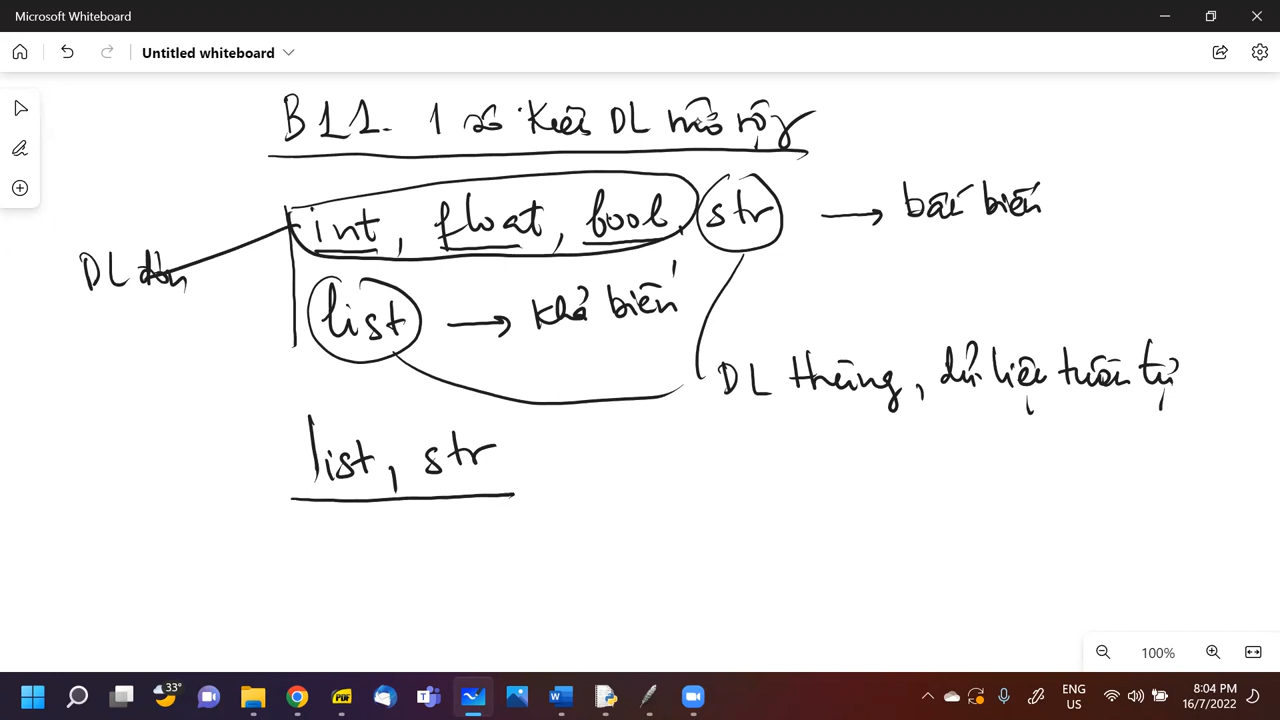 Microsoft Whiteboard
Untitled whiteboard
B11. 1 số kiểu DL mở rộng
int, float, bool, str → bất biến
DL đơn
list → khả biến
DL thùng, dữ liệu tuần tự
list, str
100%
33°
ENG
US
8:04 PM
16/7/2022
PDF